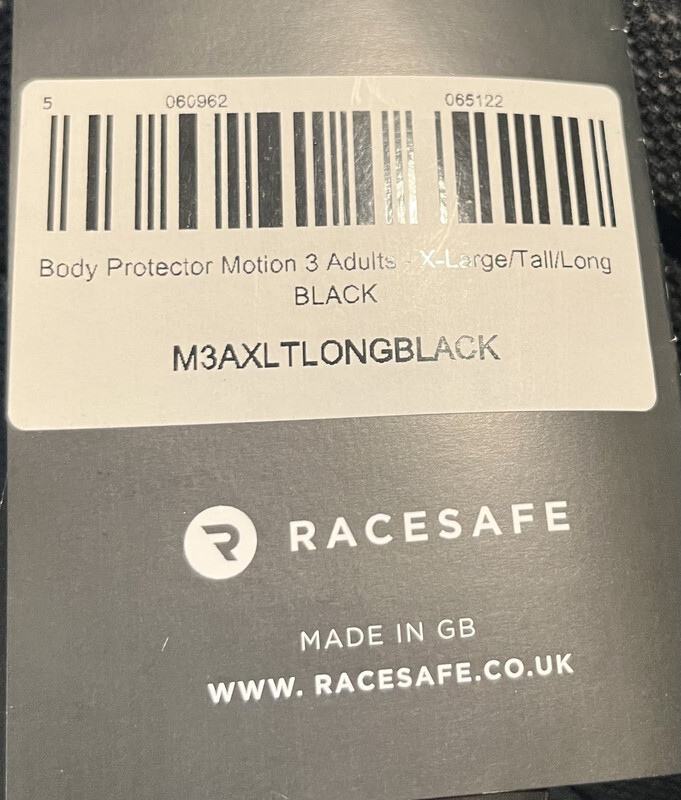 5 060962 065122
Body Protector Motion 3 Adults - X-Large/Tall/Long
BLACK
M3AXLTLONGBLACK
RACESAFE
MADE IN GB
WWW. RACESAFE.CO.UK